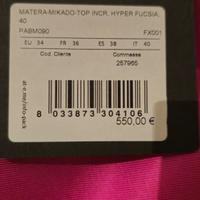 MATERA-MIKADO-TOP INCR. HYPER FUCSIA,
40
PABM090 FX001
EU 34 FR 36 ES 38 IT 40
Cod. Cliente Commessa
257965
8 033873 304106
550,00 €